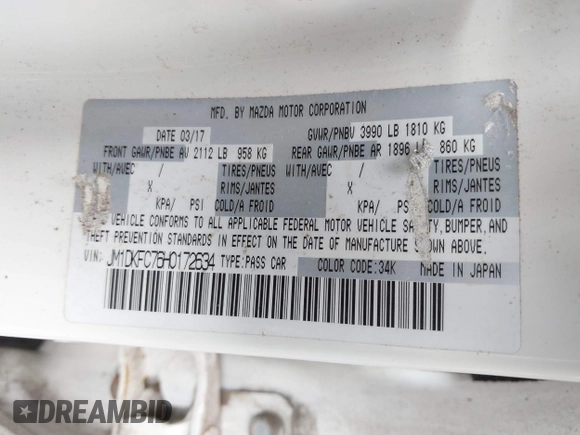 MFD. BY MAZDA MOTOR CORPORATION
DATE 03/17 GVWR/PNBV 3990 LB 1810 KG
FRONT GAWR/PNBE AV 2112 LB 958 KG REAR GAWR/PNBE AR 1896 L 860 KG
WITH/AVEC / TIRES/PNEUS WITH/AVEC / TIRES/PNEUS
X RIMS/JANTES X RIMS/JANTES
KPA/ PSI COLD/A FROID KPA/ PSI COLD/A FROID
VEHICLE CONFORMS TO ALL APPLICABLE FEDERAL MOTOR VEHICLE SAFETY, BUMPER, AND
THEFT PREVENTION STANDARDS IN EFFECT ON THE DATE OF MANUFACTURE SHOWN ABOVE.
VIN: JM1DKFC76H0172634 TYPE:PASS CAR COLOR CODE:34K MADE IN JAPAN
DREAMBID